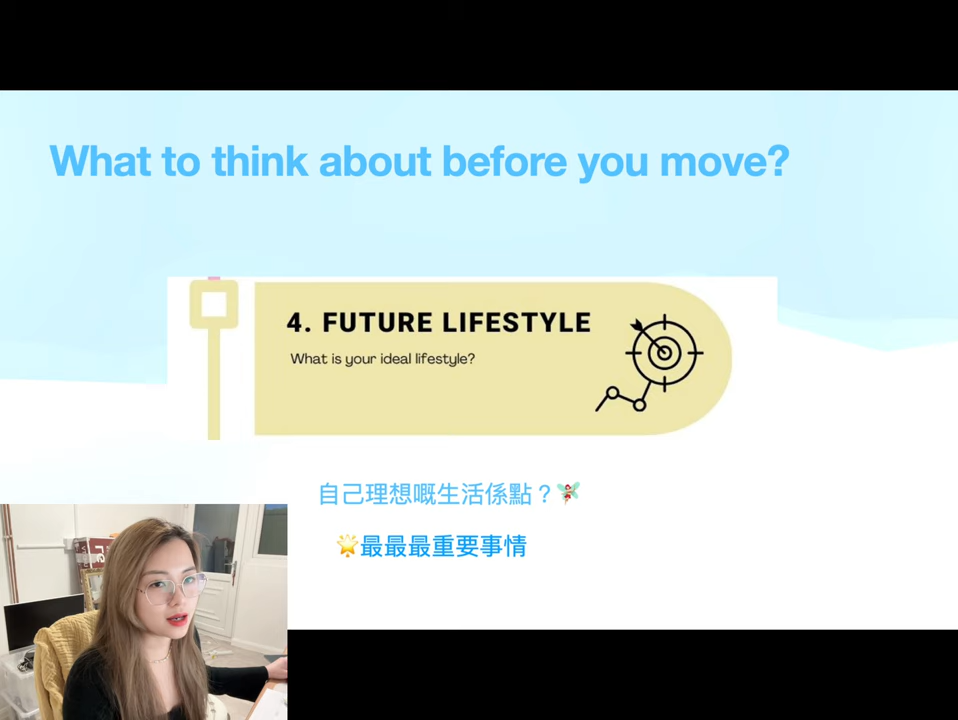 What to think about before you move?
4. FUTURE LIFESTYLE
What is your ideal lifestyle?
自己理想嘅生活係點？🧚
🌟最最最重要事情